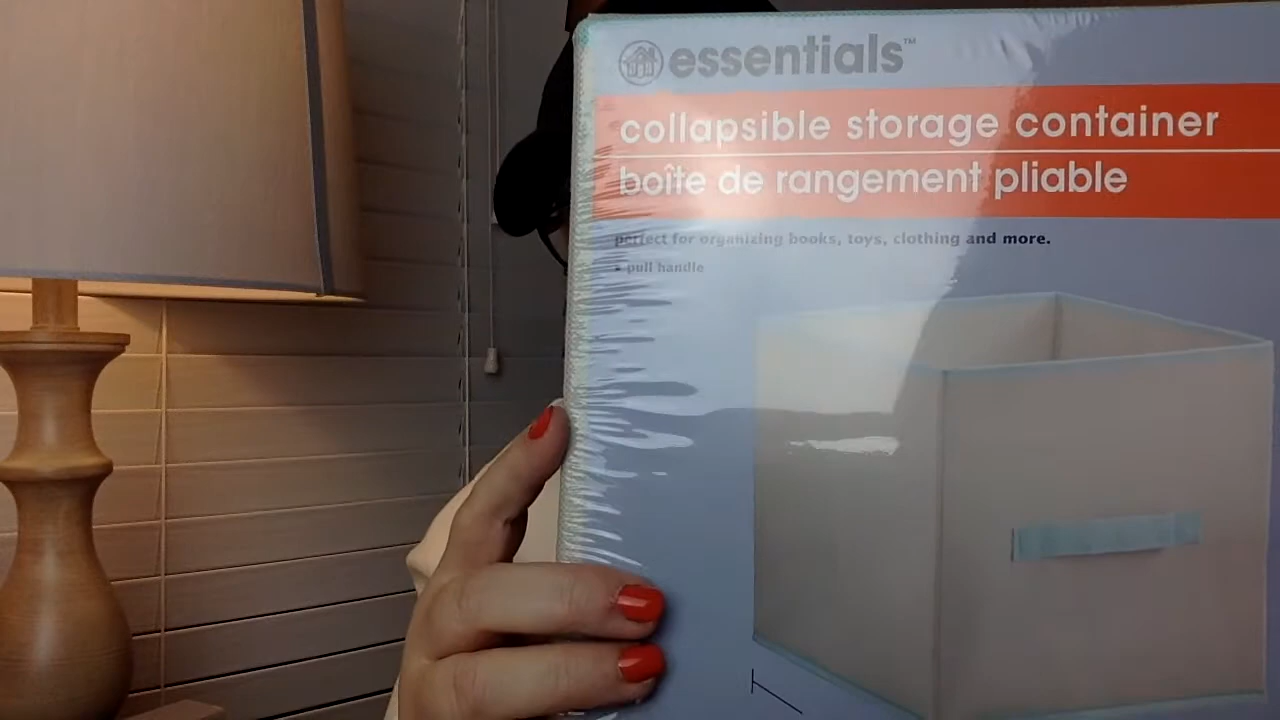 essentials™
collapsible storage container
boîte de rangement pliable
perfect for organizing books, toys, clothing and more.
• pull handle